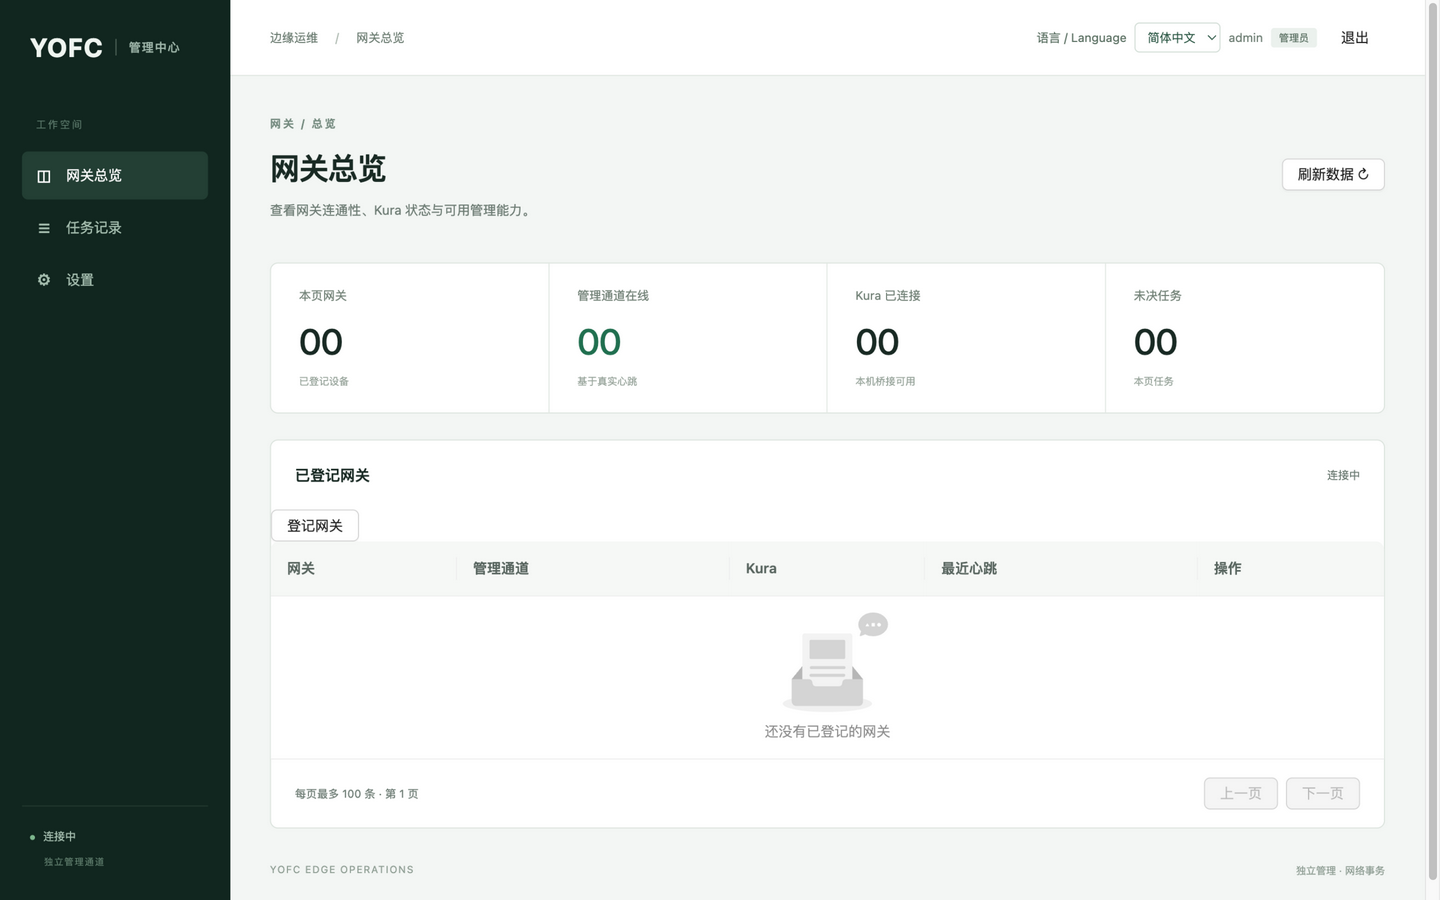 YOFC 管理中心
工作空间
网关总览
任务记录
设置
连接中
独立管理通道
边缘运维 / 网关总览
语言 / Language 简体中文 admin 管理员 退出
网关 / 总览
网关总览
查看网关连通性、Kura 状态与可用管理能力。
刷新数据
本页网关
00
已登记设备
管理通道在线
00
基于真实心跳
Kura 已连接
00
本机桥接可用
未决任务
00
本页任务
已登记网关
连接中
登记网关
网关 管理通道 Kura 最近心跳 操作
还没有已登记的网关
每页最多 100 条 · 第 1 页
上一页 下一页
YOFC EDGE OPERATIONS
独立管理 · 网络事务